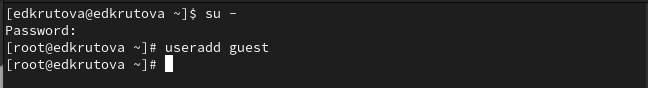 [edkrutova@edkrutova ~]$ su -
Password:
[root@edkrutova ~]# useradd guest
[root@edkrutova ~]#